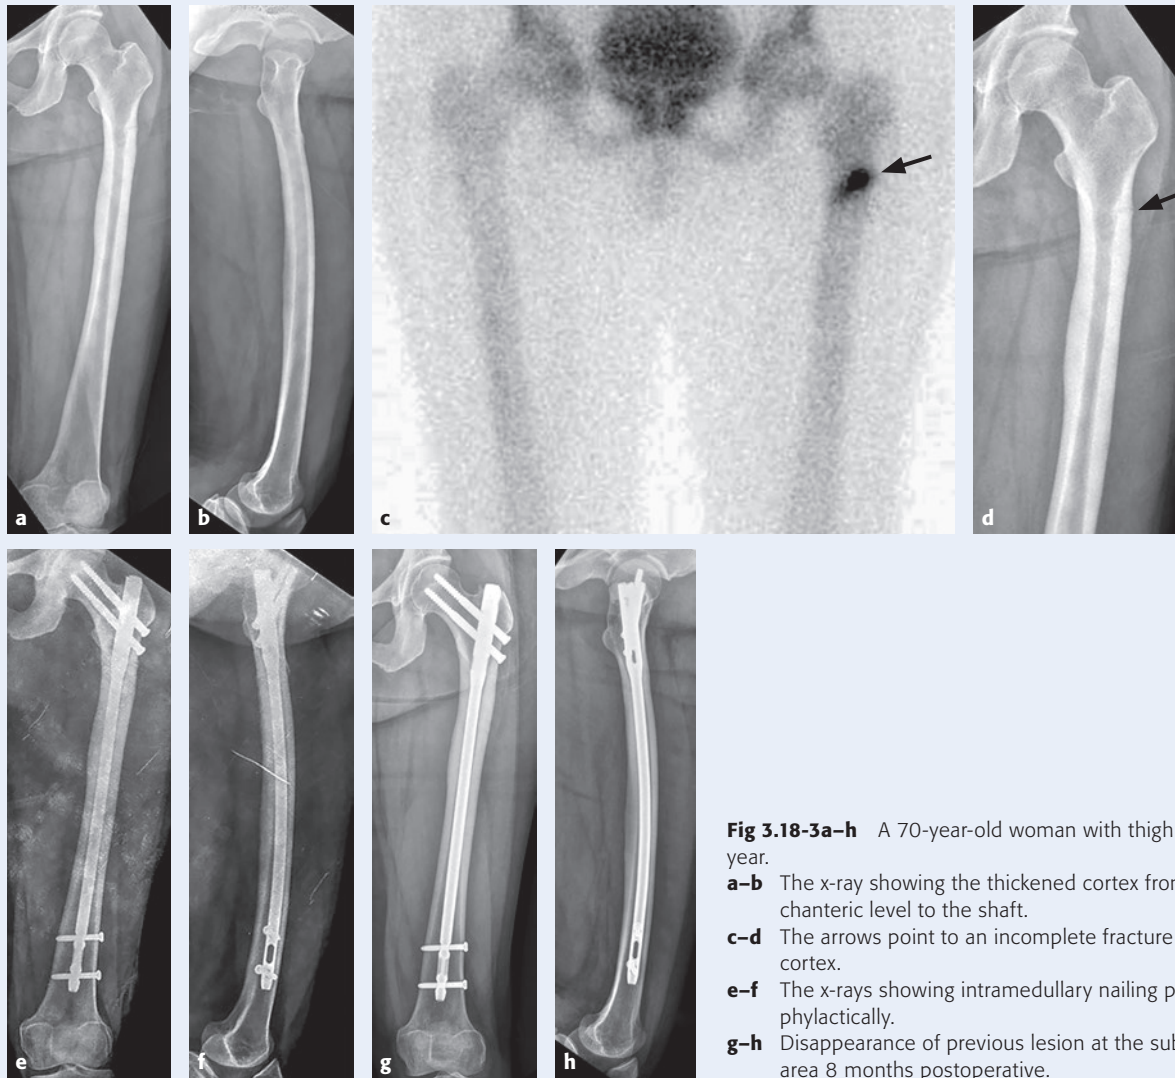 a
b
c
d
e
f
g
h
Fig 3.18-3a–h A 70-year-old woman with thigh
year.
a–b The x-ray showing the thickened cortex
chanteric level to the shaft.
c–d The arrows point to an incomplete fracture
cortex.
e–f The x-rays showing intramedullary nailing
phylactically.
g–h Disappearance of previous lesion at the
area 8 months postoperative.